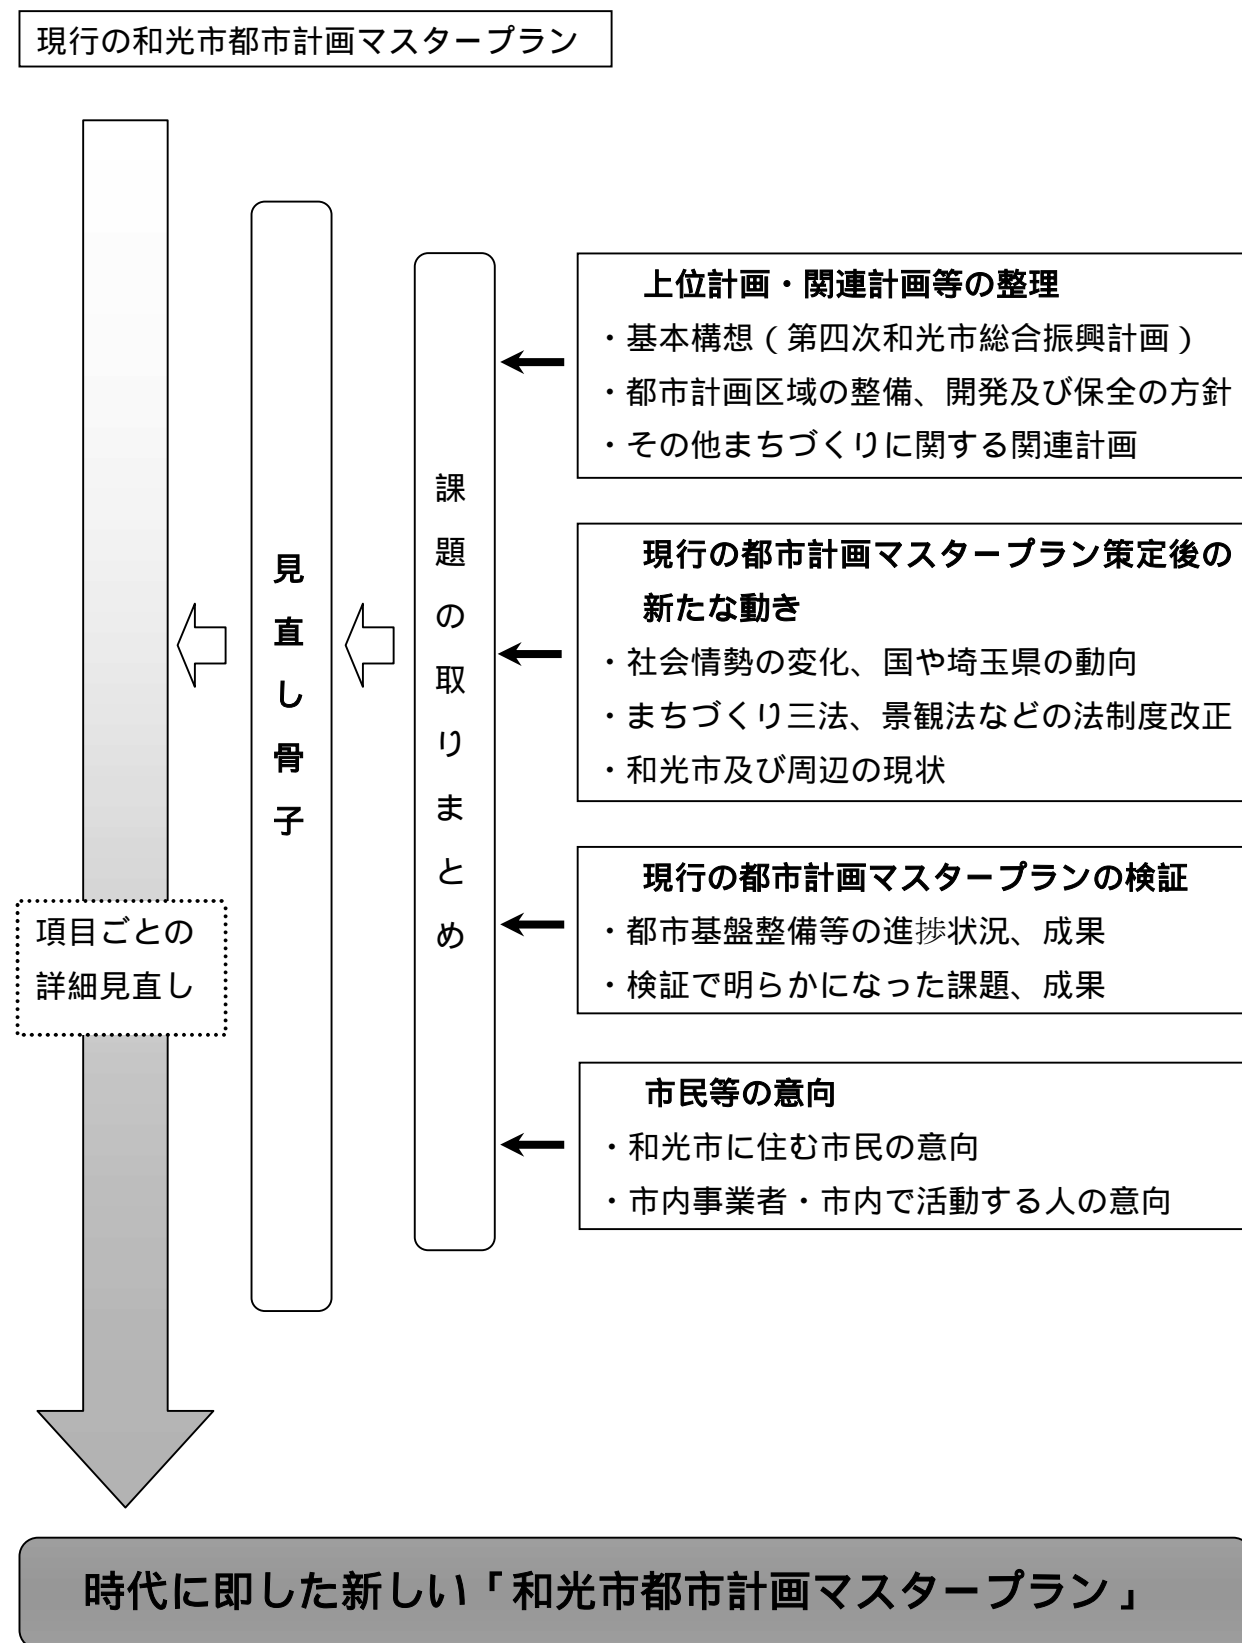 現行の和光市都市計画マスタープラン
上位計画・関連計画等の整理
・基本構想（第四次和光市総合振興計画）
・都市計画区域の整備、開発及び保全の方針
・その他まちづくりに関する関連計画
現行の都市計画マスタープラン策定後の
新たな動き
・社会情勢の変化、国や埼玉県の動向
・まちづくり三法、景観法などの法制度改正
・和光市及び周辺の現状
現行の都市計画マスタープランの検証
・都市基盤整備等の進捗状況、成果
・検証で明らかになった課題、成果
市民等の意向
・和光市に住む市民の意向
・市内事業者・市内で活動する人の意向
課題の取りまとめ
見直し骨子
項目ごとの
詳細見直し
時代に即した新しい「和光市都市計画マスタープラン」